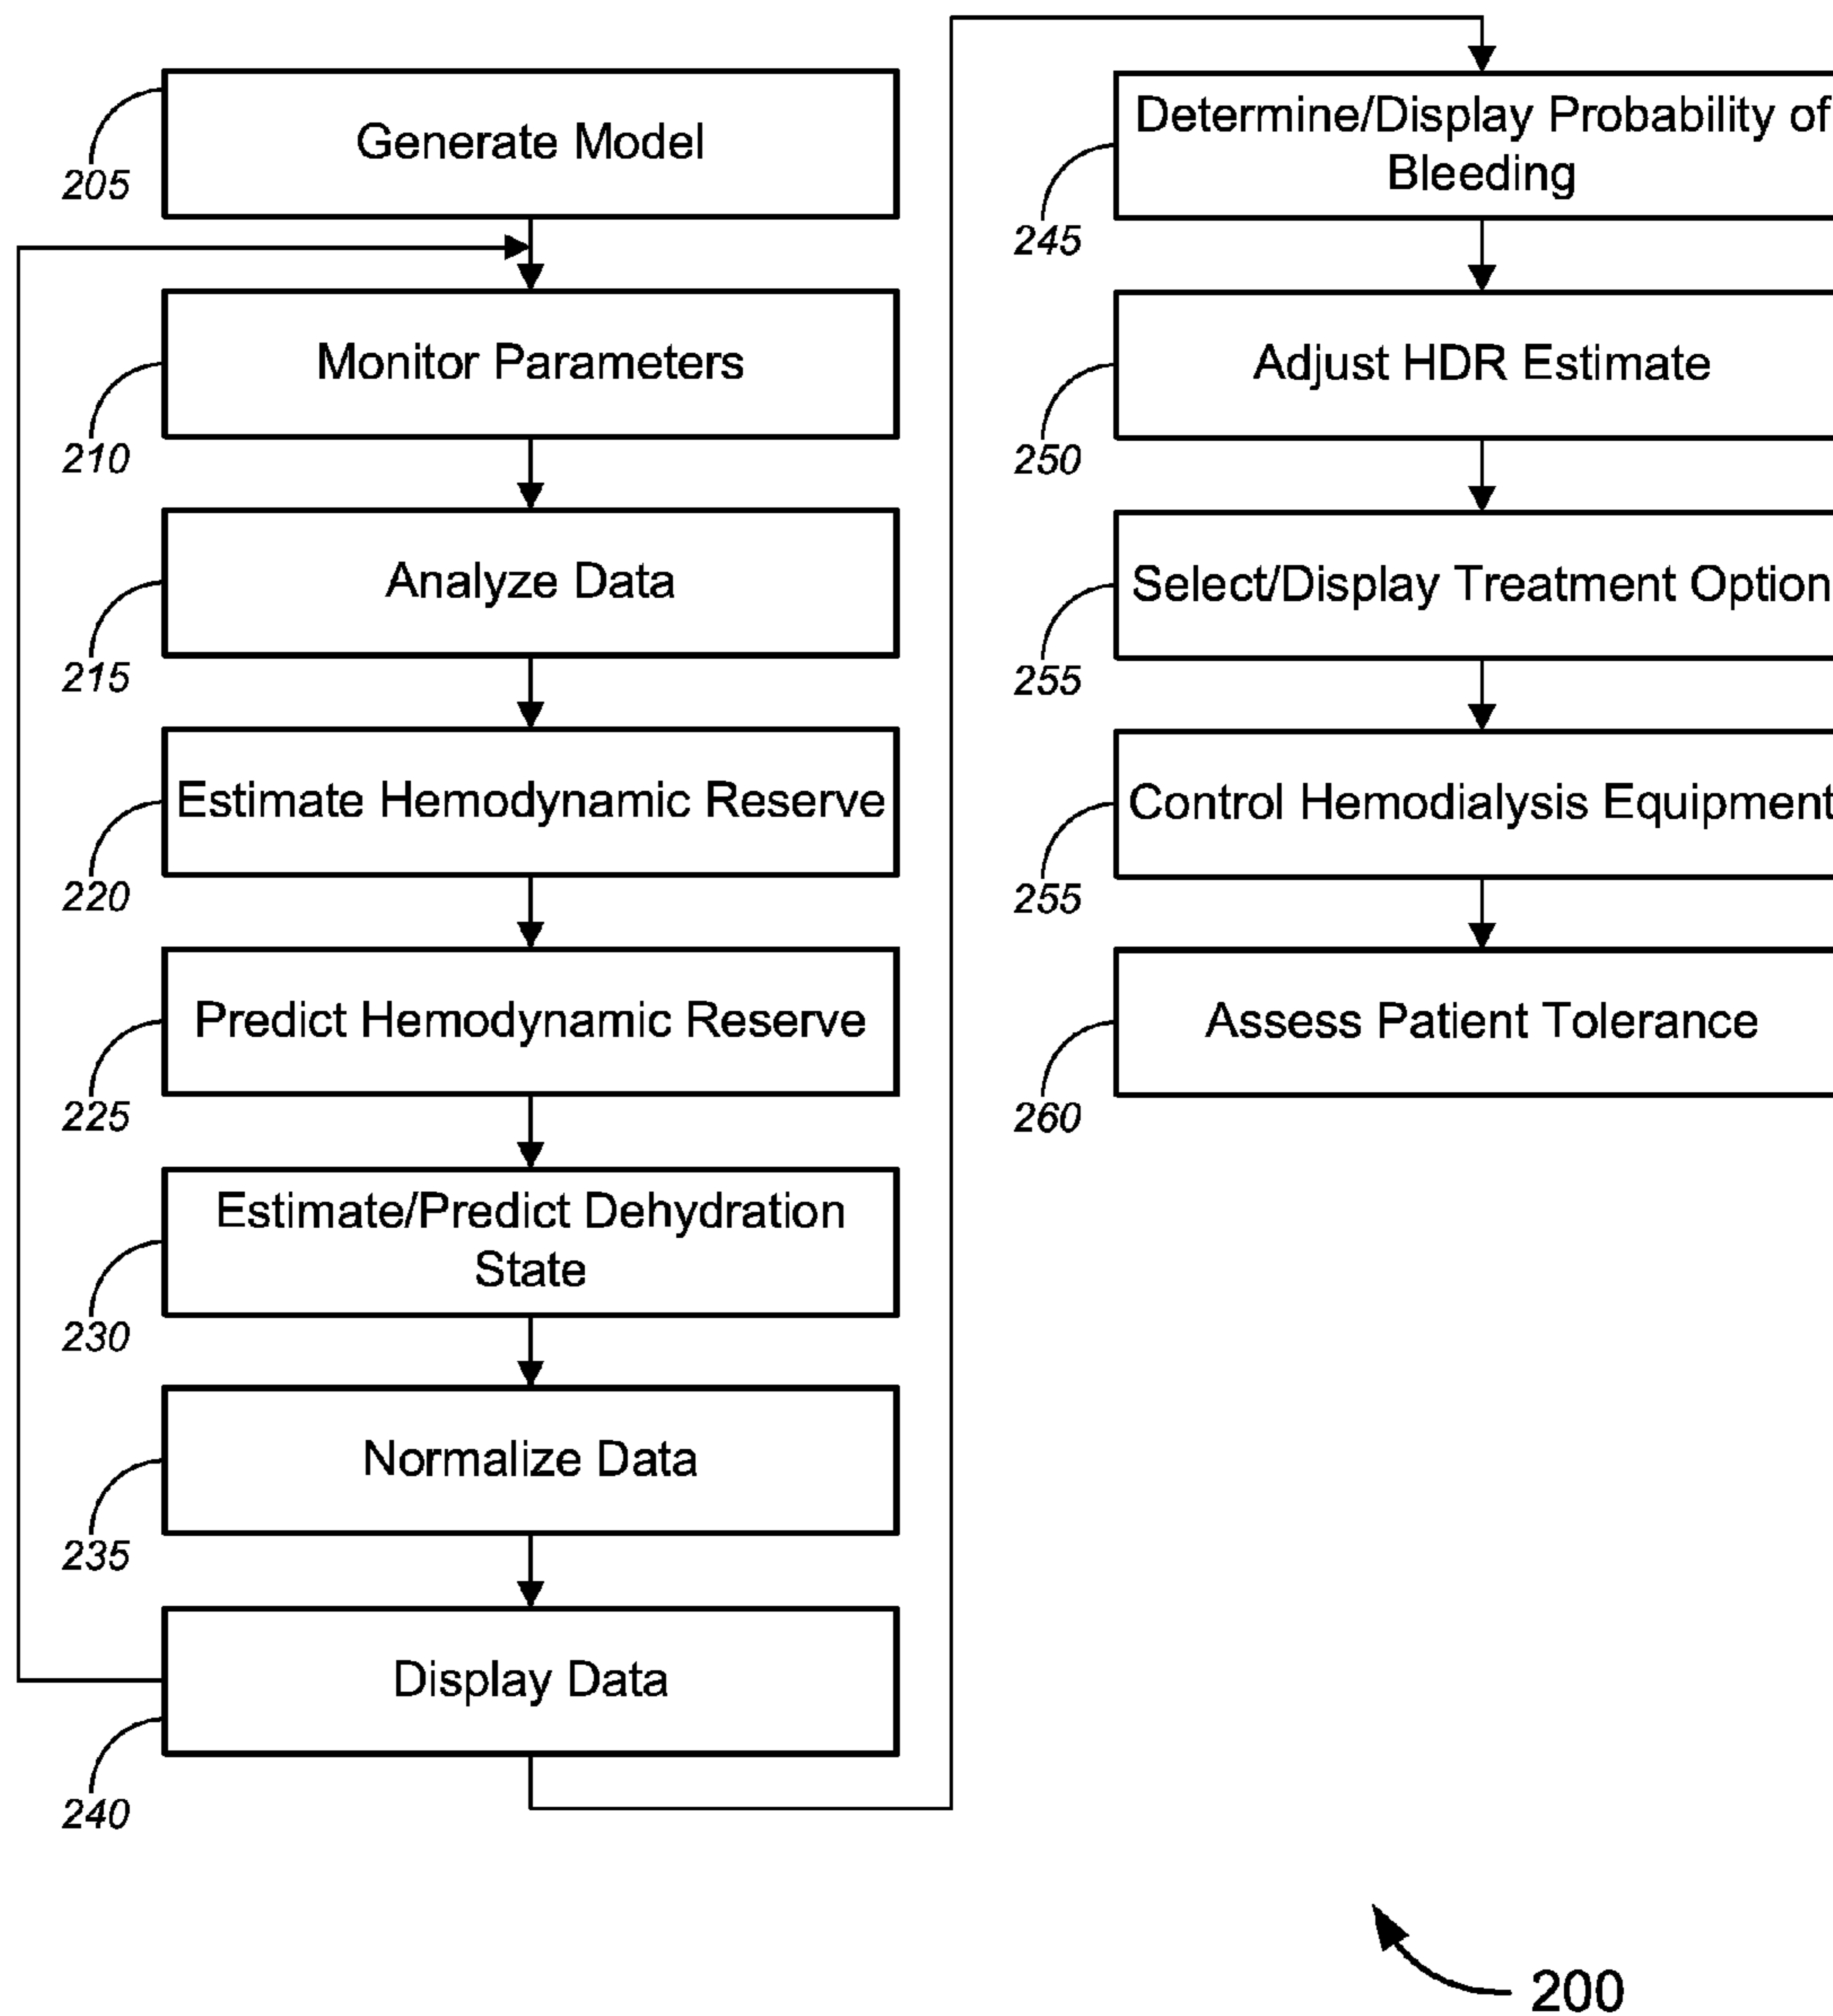 Generate Model
205
Monitor Parameters
210
Analyze Data
215
Estimate Hemodynamic Reserve
220
Predict Hemodynamic Reserve
225
Estimate/Predict Dehydration
State
230
Normalize Data
235
Display Data
240
Determine/Display Probability of
Bleeding
245
Adjust HDR Estimate
250
Select/Display Treatment Option
255
Control Hemodialysis Equipment
255
Assess Patient Tolerance
260
200